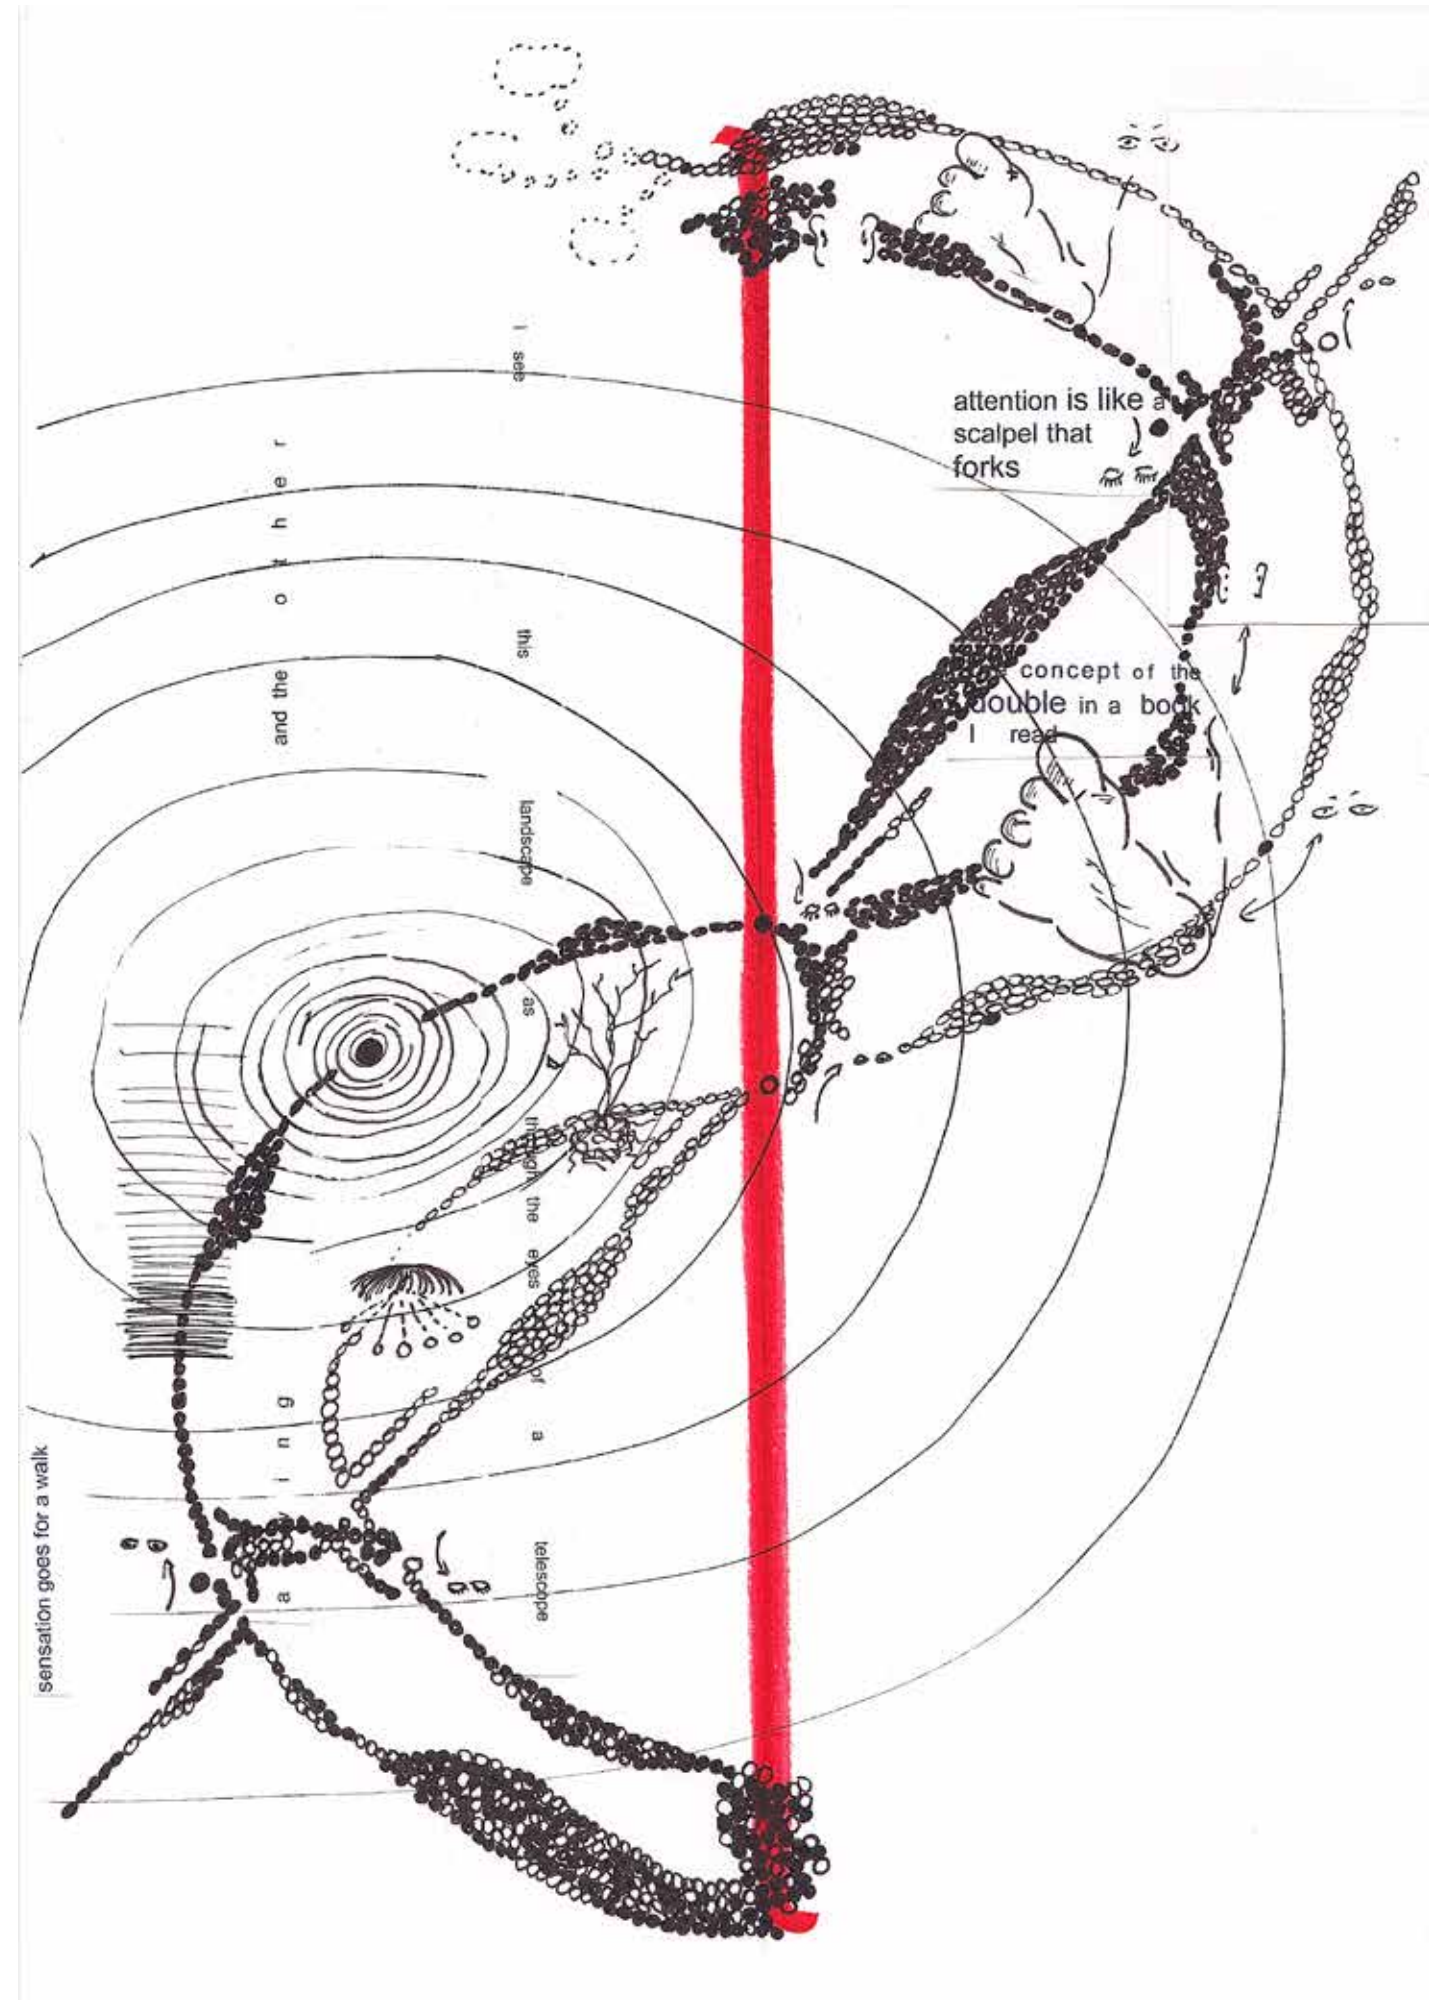 I see this landscape as through the eyes of a telescope
attention is like a
scalpel that
forks
concept of the
double in a book
I read
a v i n g and the o t h e r
sensation goes for a walk